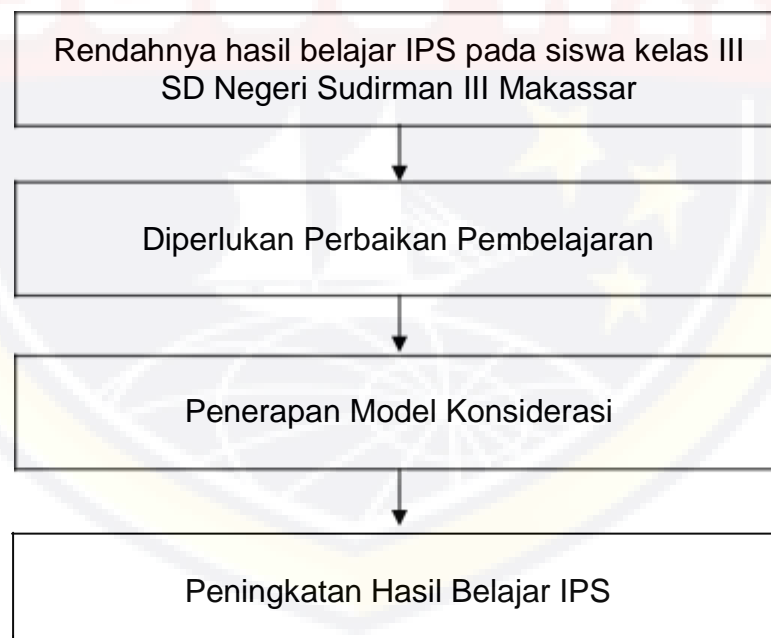 Rendahnya hasil belajar IPS pada siswa kelas III
SD Negeri Sudirman III Makassar
Diperlukan Perbaikan Pembelajaran
Penerapan Model Konsiderasi
Peningkatan Hasil Belajar IPS